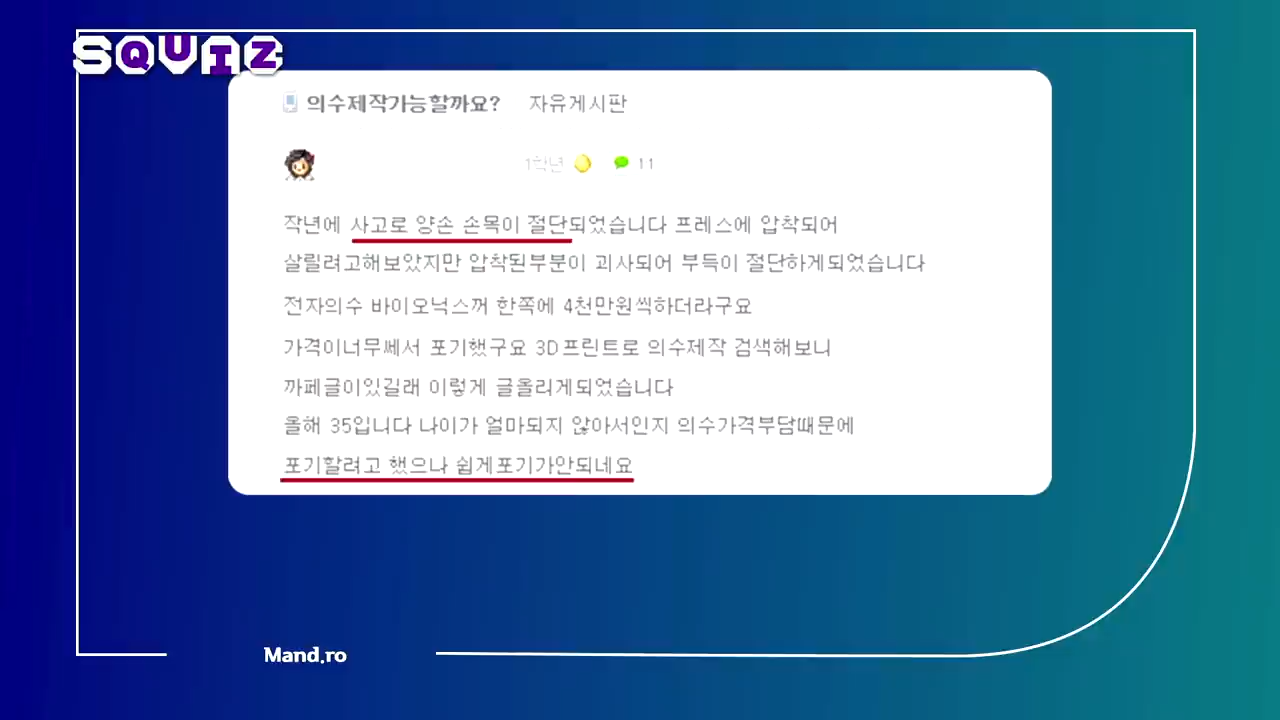 SQUIZ
의수제작가능할까요? 자유게시판
1학년 11
작년에 사고로 양손 손목이 절단되었습니다 프레스에 압착되어
살릴려고해보았지만 압착된부분이 괴사되어 부득이 절단하게되었습니다
전자의수 바이오닉스꺼 한쪽에 4천만원씩하더라구요
가격이너무쎄서 포기했구요 3D프린트로 의수제작 검색해보니
까페글이있길래 이렇게 글올리게되었습니다
올해 35입니다 나이가 얼마되지 않아서인지 의수가격부담때문에
포기할려고 했으나 쉽게포기가안되네요
Mand.ro